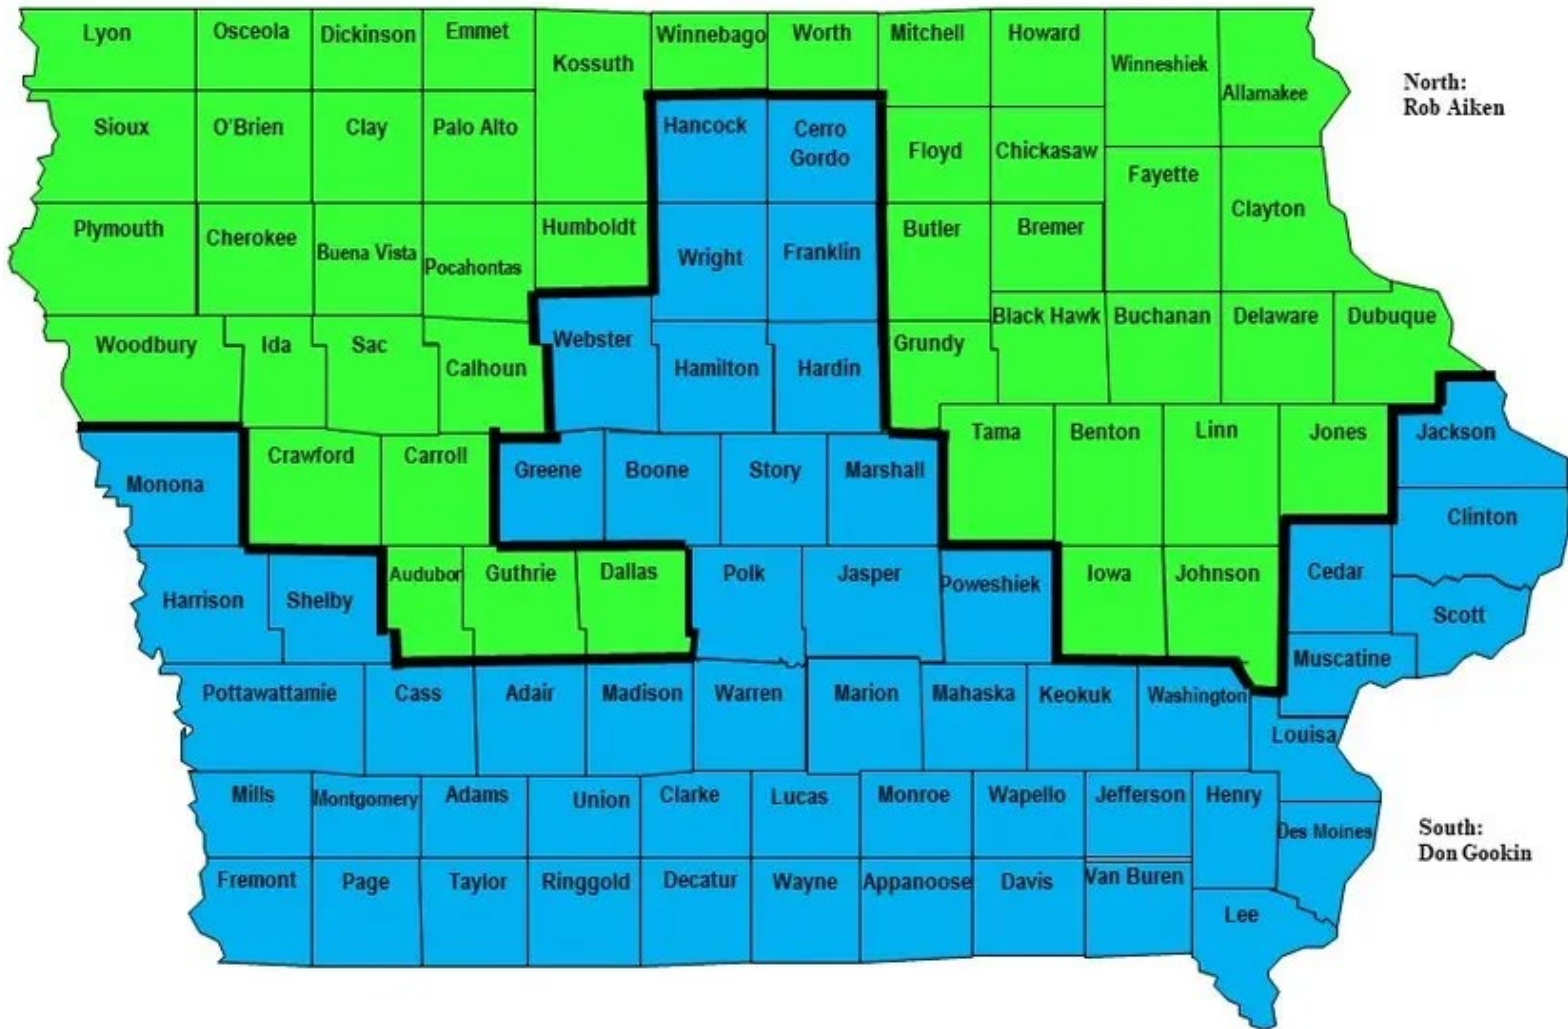 Lyon
Osceola
Dickinson
Emmet
Kossuth
Winnebago
Worth
Mitchell
Howard
Winneshiek
Allamakee
North:
Rob Aiken
Sioux
O'Brien
Clay
Palo Alto
Hancock
Cerro
Gordo
Floyd
Chickasaw
Fayette
Clayton
Plymouth
Cherokee
Buena Vista
Pocahontas
Humboldt
Wright
Franklin
Butler
Bremer
Woodbury
Ida
Sac
Calhoun
Webster
Hamilton
Hardin
Grundy
Black Hawk
Buchanan
Delaware
Dubuque
Monona
Crawford
Carroll
Greene
Boone
Story
Marshall
Tama
Benton
Linn
Jones
Jackson
Clinton
Harrison
Shelby
Audubor
Guthrie
Dallas
Polk
Jasper
Poweshiek
Iowa
Johnson
Cedar
Scott
Muscatine
Pottawattamie
Cass
Adair
Madison
Warren
Marion
Mahaska
Keokuk
Washington
Louisa
Mills
Montgomery
Adams
Union
Clarke
Lucas
Monroe
Wapello
Jefferson
Henry
Des Moines
South:
Don Gookin
Fremont
Page
Taylor
Ringgold
Decatur
Wayne
Appanoose
Davis
Van Buren
Lee